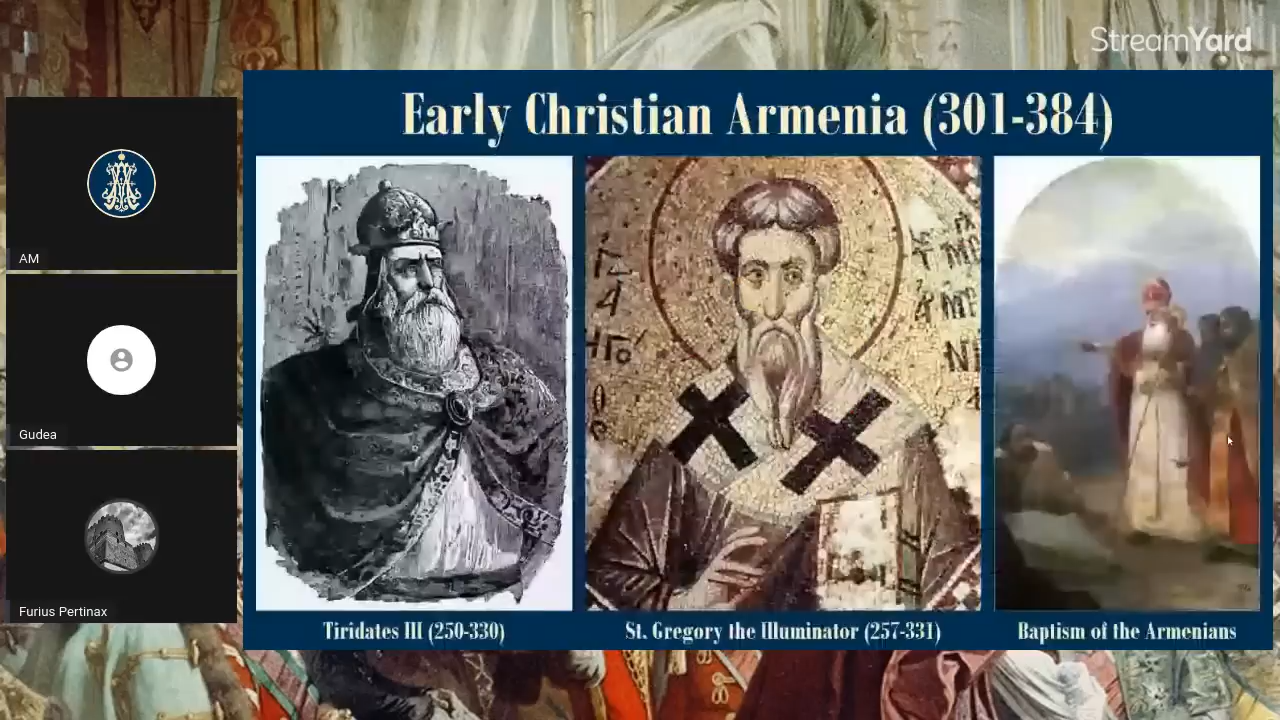 StreamYard
Early Christian Armenia (301-384)
AM
Gudea
Furius Pertinax
Tiridates III (250-330)
St. Gregory the Illuminator (257-331)
Baptism of the Armenians